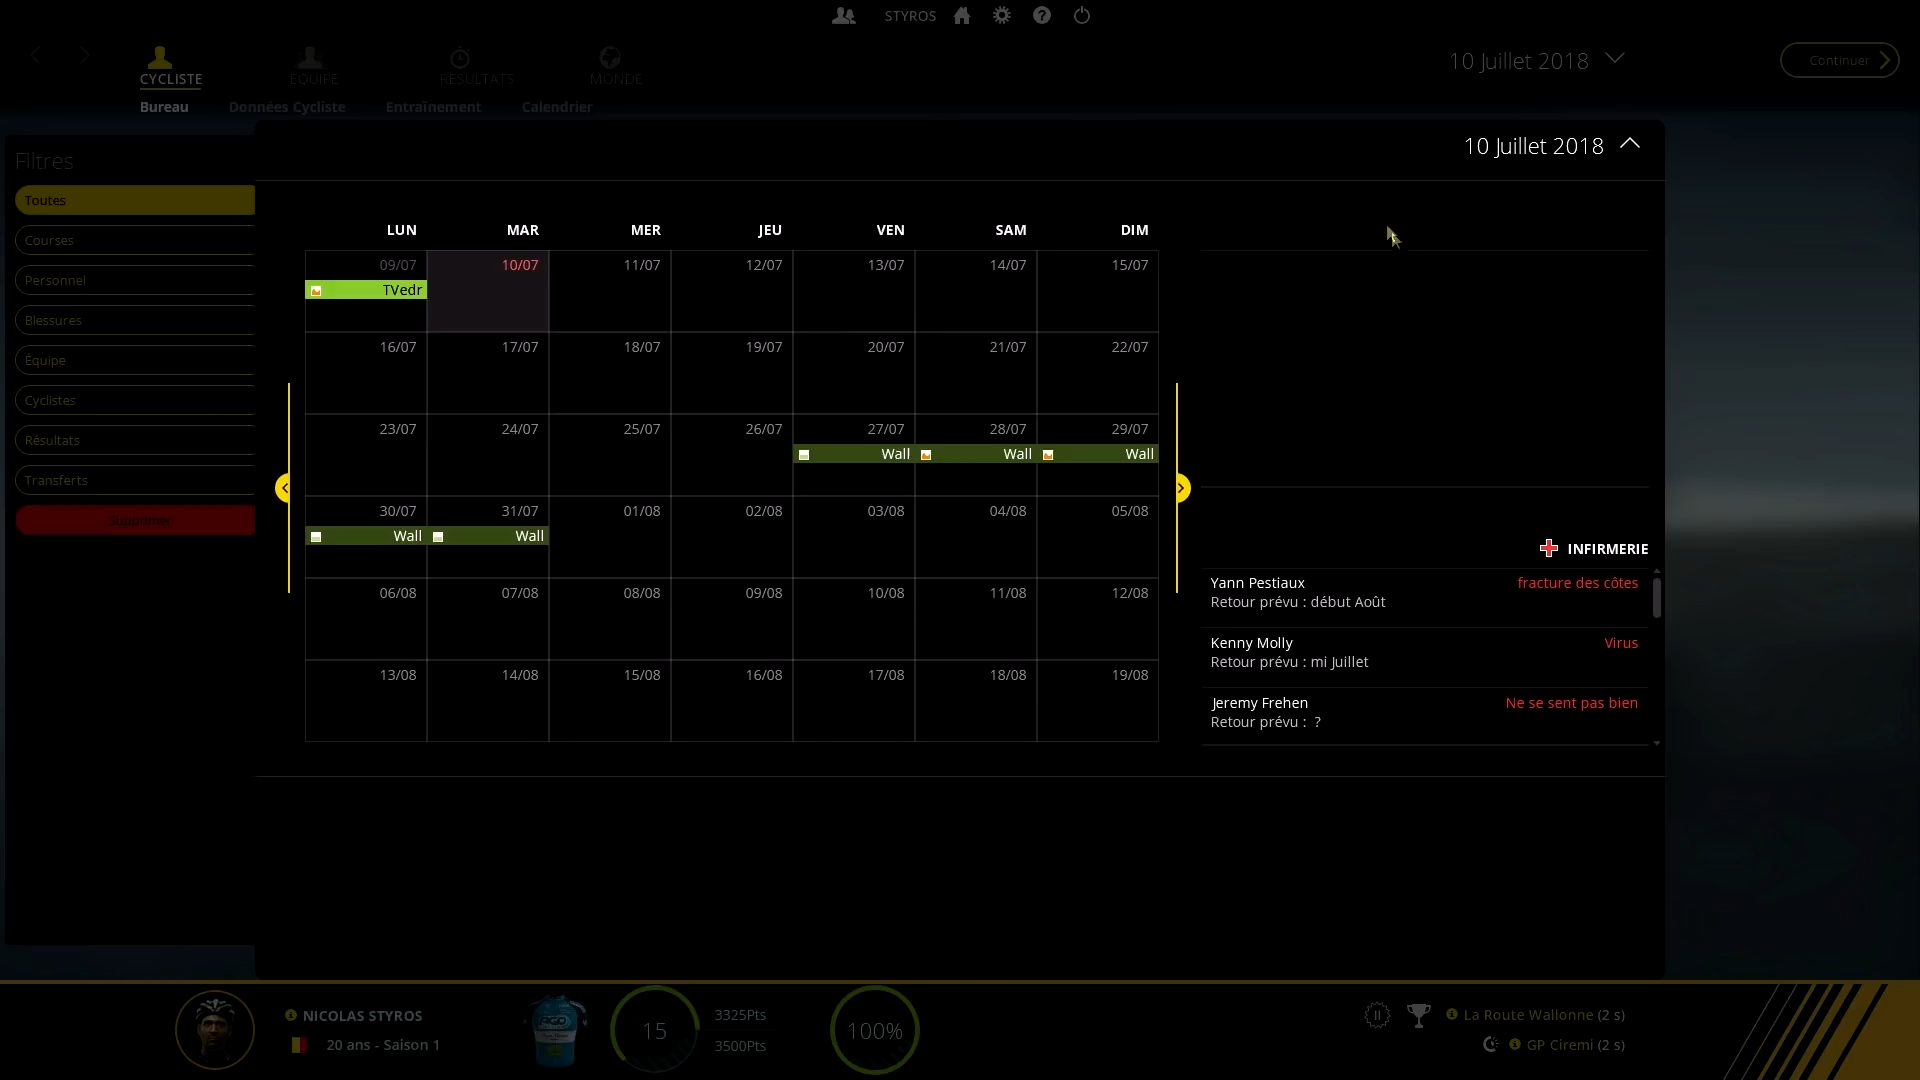 STYROS
CYCLISTE
ÉQUIPE
RÉSULTATS
MONDE
10 Juillet 2018
Continuer
Bureau
Données Cycliste
Entraînement
Calendrier
10 Juillet 2018
Filtres
Toutes
Courses
Personnel
Blessures
Équipe
Cyclistes
Résultats
Transferts
Supprimer
LUN MAR MER JEU VEN SAM DIM
09/07 10/07 11/07 12/07 13/07 14/07 15/07
TVedr
16/07 17/07 18/07 19/07 20/07 21/07 22/07
23/07 24/07 25/07 26/07 27/07 28/07 29/07
Wall Wall Wall
30/07 31/07 01/08 02/08 03/08 04/08 05/08
Wall Wall
06/08 07/08 08/08 09/08 10/08 11/08 12/08
13/08 14/08 15/08 16/08 17/08 18/08 19/08
INFIRMERIE
Yann Pestiaux fracture des côtes
Retour prévu : début Août
Kenny Molly Virus
Retour prévu : mi Juillet
Jeremy Frehen Ne se sent pas bien
Retour prévu : ?
NICOLAS STYROS
20 ans - Saison 1
15
3325Pts
3500Pts
100%
La Route Wallonne (2 s)
GP Ciremi (2 s)